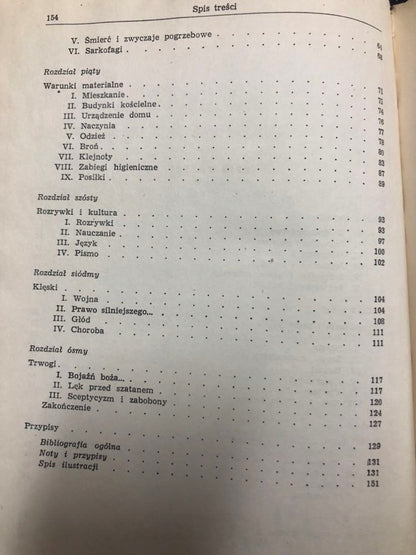 154 Spis treści
V. Śmierć i zwyczaje pogrzebowe . . . . . . . . 64
VI. Sarkofagi . . . . . . . . . . . . 68
Rozdział piąty
Warunki materialne . . . . . . . . . . . . 71
I. Mieszkanie . . . . . . . . . . . .
II. Budynki kościelne . . . . . . . . . . . . 74
III. Urządzenie domu . . . . . . . . . . . . 76
IV. Naczynia . . . . . . . . . . . . 77
V. Odzież . . . . . . . . . . . . 78
VI. Broń . . . . . . . . . . . . 80
VII. Klejnoty . . . . . . . . . . . . 83
VIII. Zabiegi higieniczne . . . . . . . . . . . . 87
IX. Posiłki . . . . . . . . . . . . 89
Rozdział szósty
Rozrywki i kultura . . . . . . . . . . . . 93
I. Rozrywki . . . . . . . . . . . . 93
II. Nauczanie . . . . . . . . . . . . 97
III. Język . . . . . . . . . . . . 100
IV. Pismo . . . . . . . . . . . . 102
Rozdział siódmy
Klęski . . . . . . . . . . . . 104
I. Wojna . . . . . . . . . . . . 104
II. Prawo silniejszego... . . . . . . . . . . . 108
III. Głód . . . . . . . . . . . . 111
IV. Choroba . . . . . . . . . . . . 111
Rozdział ósmy
Trwogi . . . . . . . . . . . . 117
I. Bojaźń boża... . . . . . . . . . . . 117
II. Lęk przed szatanem . . . . . . . . . . . . 120
III. Sceptycyzm i zabobony . . . . . . . . . . . . 124
Zakończenie . . . . . . . . . . . . 127
Przypisy . . . . . . . . . . . . 129
Bibliografia ogólna . . . . . . . . . . . . 131
Noty i przypisy . . . . . . . . . . . . 131
Spis ilustracji . . . . . . . . . . . . 151